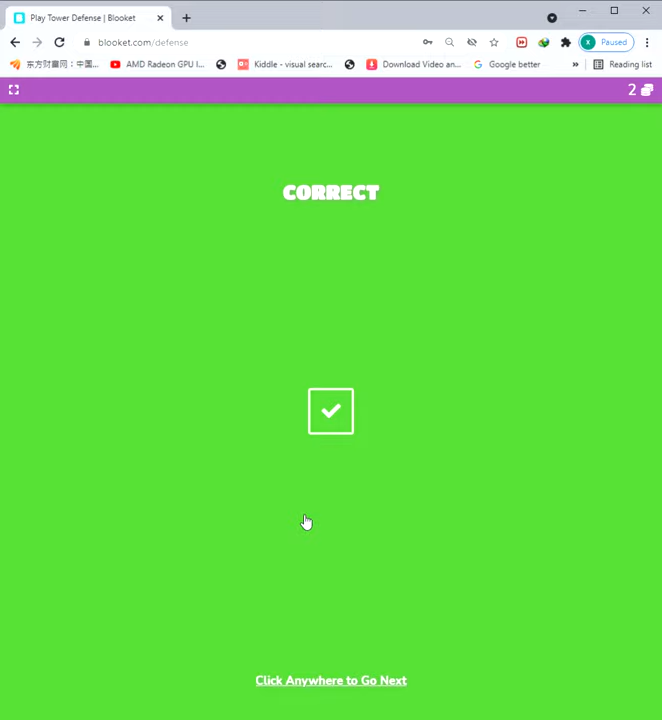 Play Tower Defense | Blooket
blooket.com/defense
Paused
东方财富网：中国...
AMD Radeon GPU I...
Kiddle - visual searc...
Download Video an...
Google better
»
Reading list
2
CORRECT
Click Anywhere to Go Next